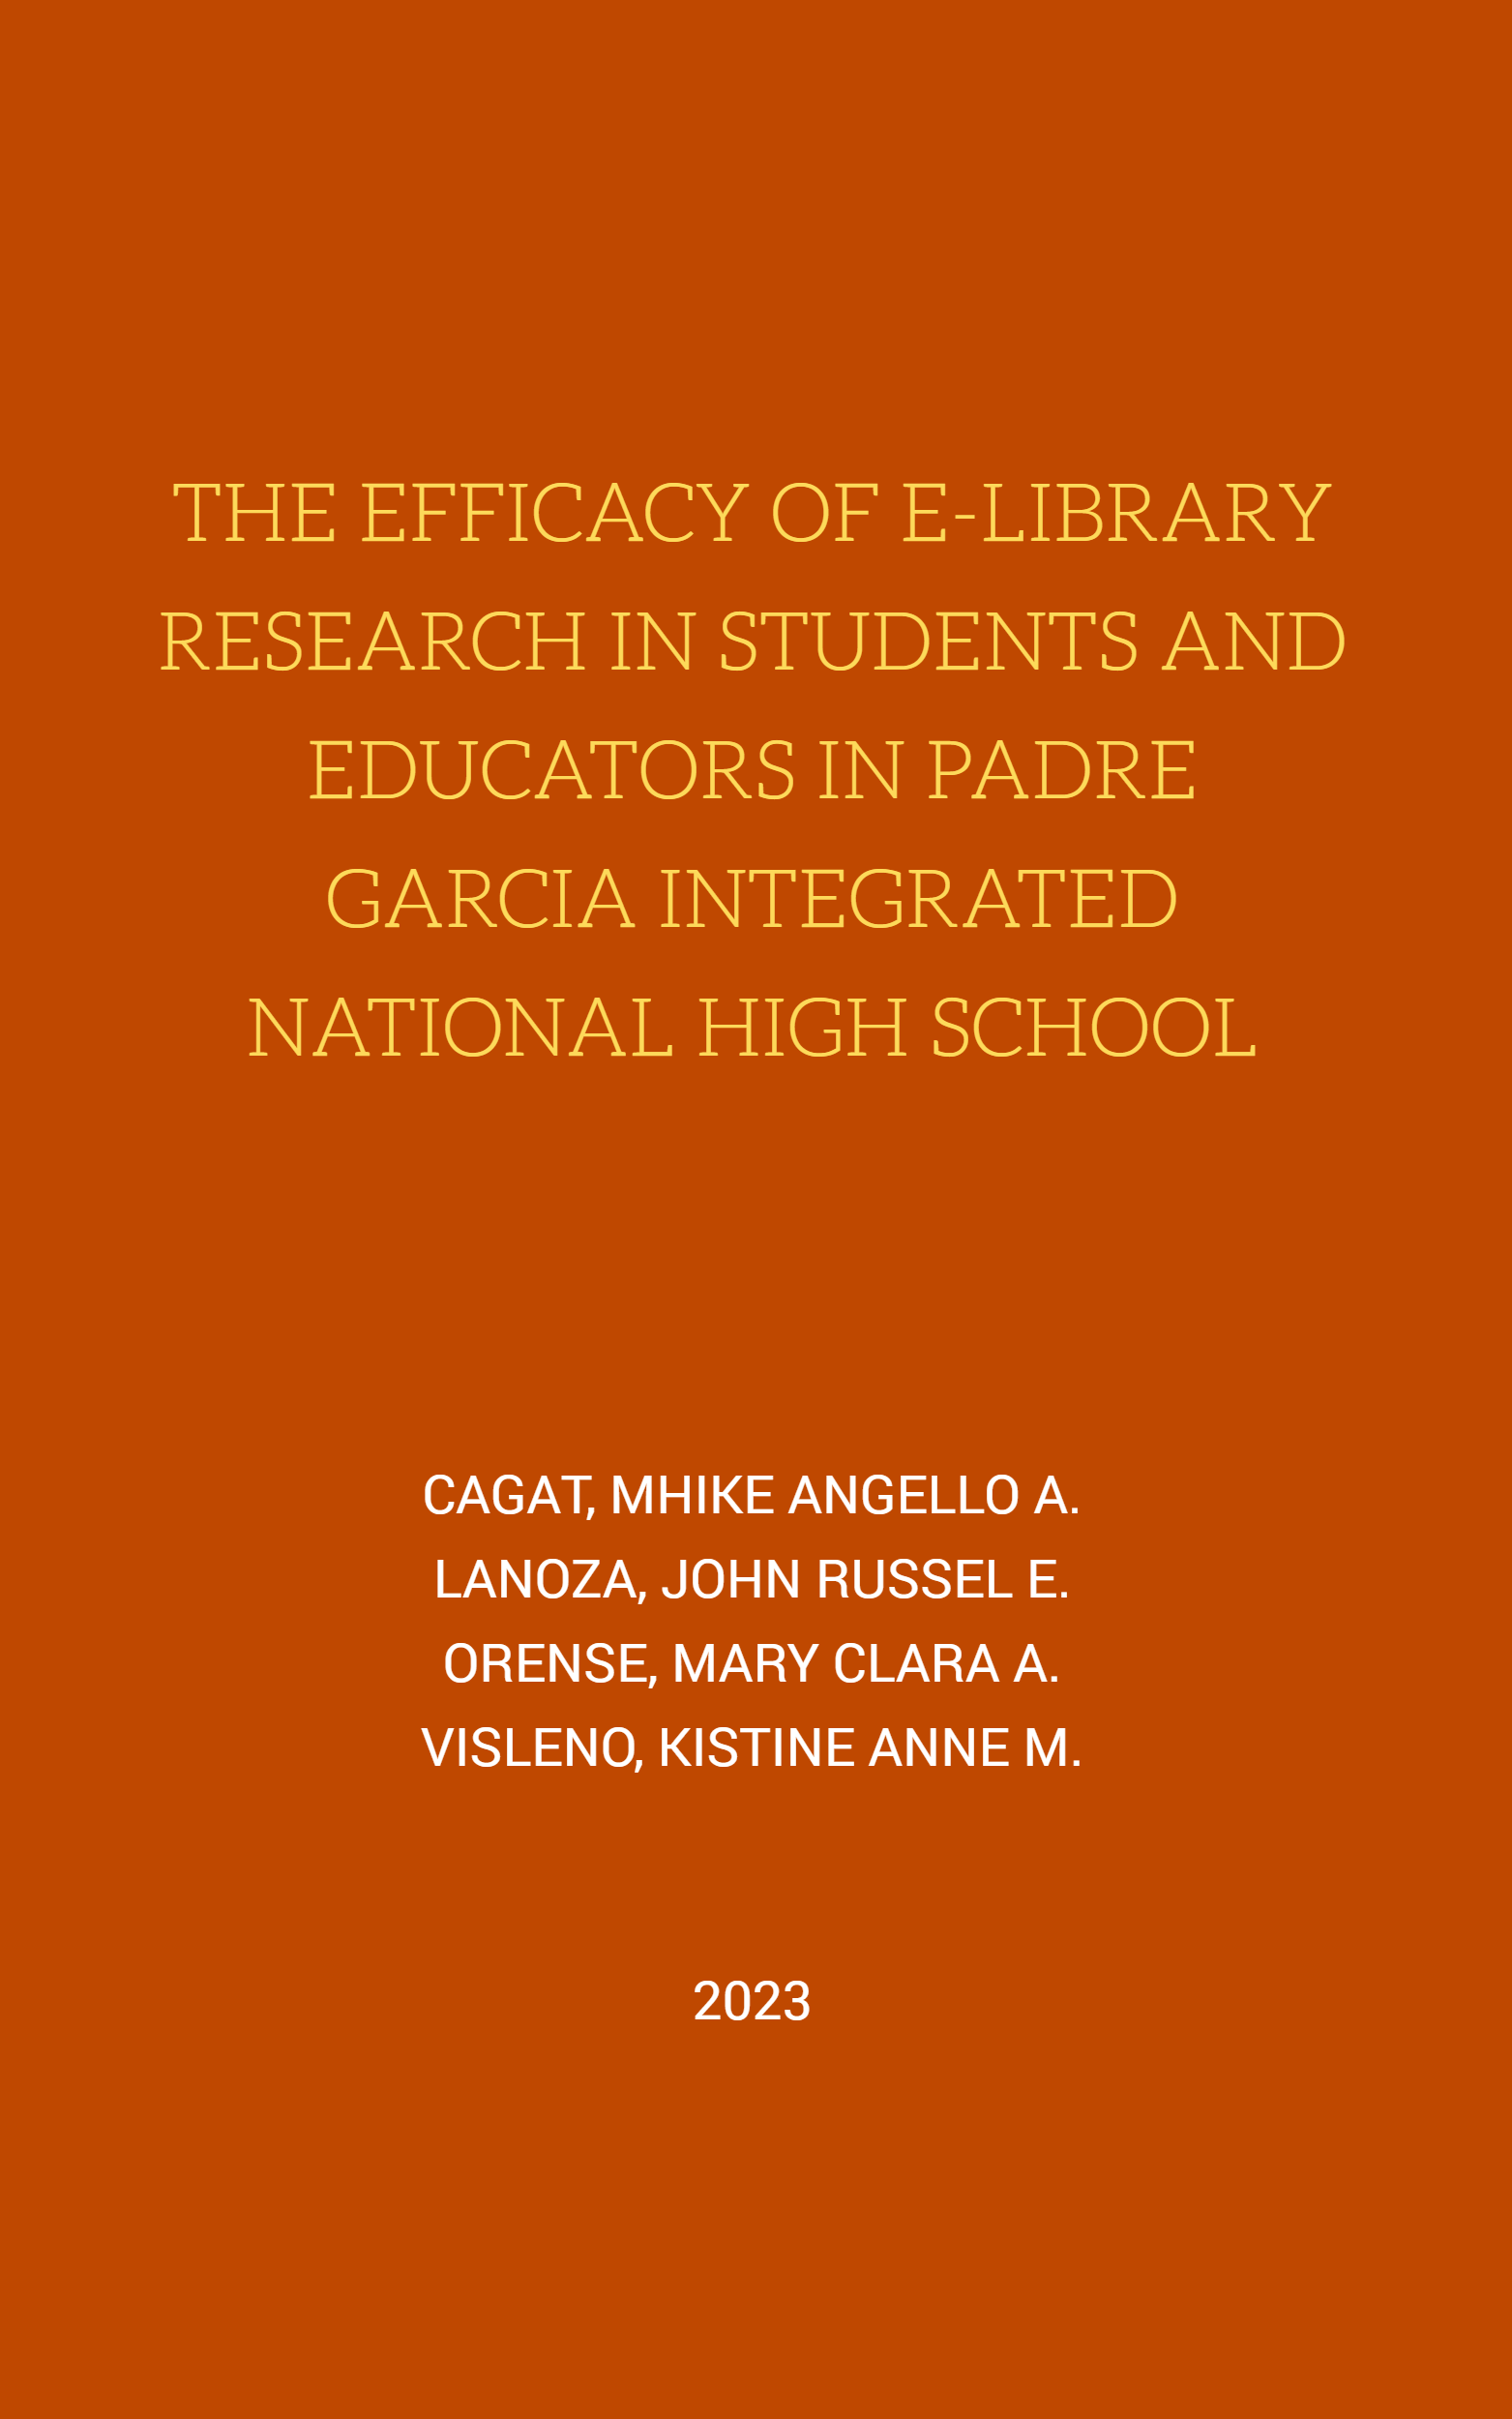 THE EFFICACY OF E-LIBRARY
RESEARCH IN STUDENTS AND
EDUCATORS IN PADRE
GARCIA INTEGRATED
NATIONAL HIGH SCHOOL
CAGAT, MHIKE ANGELLO A.
LANOZA, JOHN RUSSEL E.
ORENSE, MARY CLARA A.
VISLENO, KISTINE ANNE M.
2023